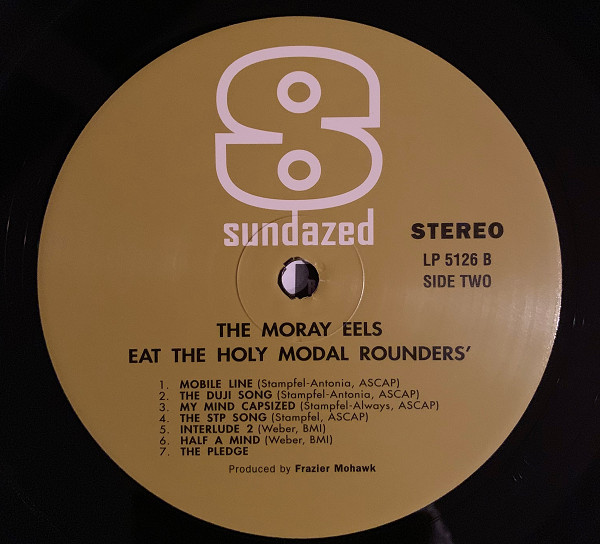 sundazed
STEREO
LP 5126 B
SIDE TWO
THE MORAY EELS
EAT THE HOLY MODAL ROUNDERS’
1. MOBILE LINE (Stampfel-Antonia, ASCAP)
2. THE DUJI SONG (Stampfel-Antonia, ASCAP)
3. MY MIND CAPSIZED (Stampfel-Always, ASCAP)
4. THE STP SONG (Stampfel, ASCAP)
5. INTERLUDE 2 (Weber, BMI)
6. HALF A MIND (Weber, BMI)
7. THE PLEDGE
Produced by Frazier Mohawk